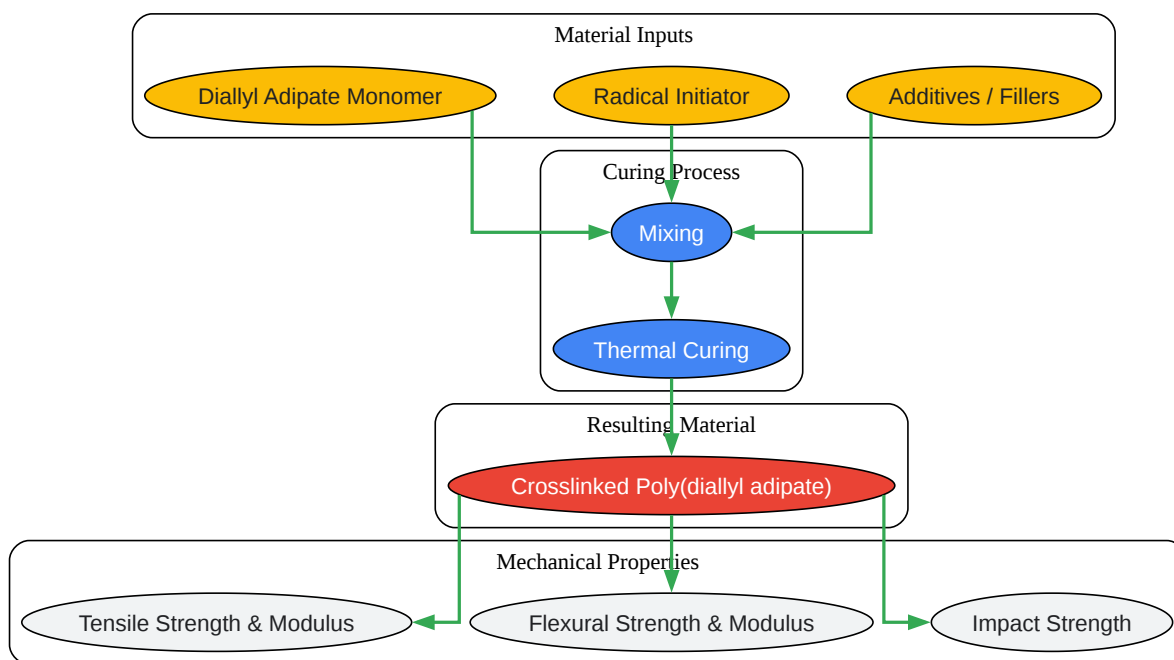 Material Inputs
Diallyl Adipate Monomer
Radical Initiator
Additives / Fillers
Curing Process
Mixing
Thermal Curing
Resulting Material
Crosslinked Poly(diallyl adipate)
Mechanical Properties
Tensile Strength & Modulus
Flexural Strength & Modulus
Impact Strength